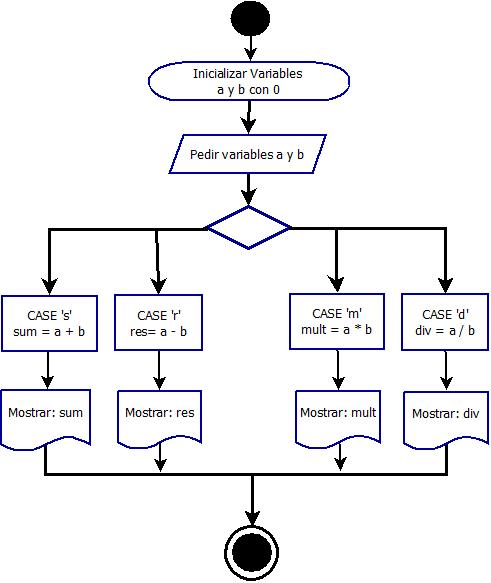 Inicializar Variables
a y b con 0
Pedir variables a y b
CASE 's'
sum = a + b
CASE 'r'
res= a - b
CASE 'm'
mult = a * b
CASE 'd'
div = a / b
Mostrar: sum
Mostrar: res
Mostrar: mult
Mostrar: div